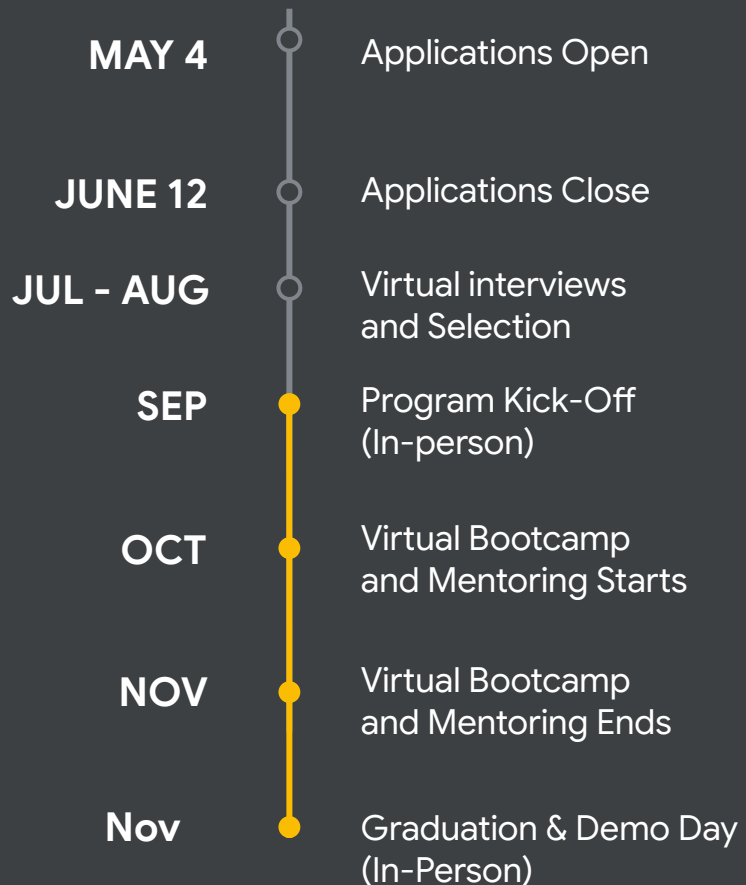 MAY 4
Applications Open
JUNE 12
Applications Close
JUL - AUG
Virtual interviews
and Selection
SEP
Program Kick-Off
(In-person)
OCT
Virtual Bootcamp
and Mentoring Starts
NOV
Virtual Bootcamp
and Mentoring Ends
Nov
Graduation & Demo Day
(In-Person)